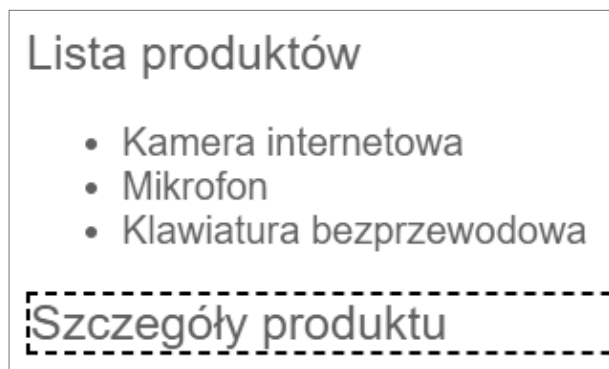 Lista produktów
• Kamera internetowa
• Mikrofon
• Klawiatura bezprzewodowa
Szczegóły produktu